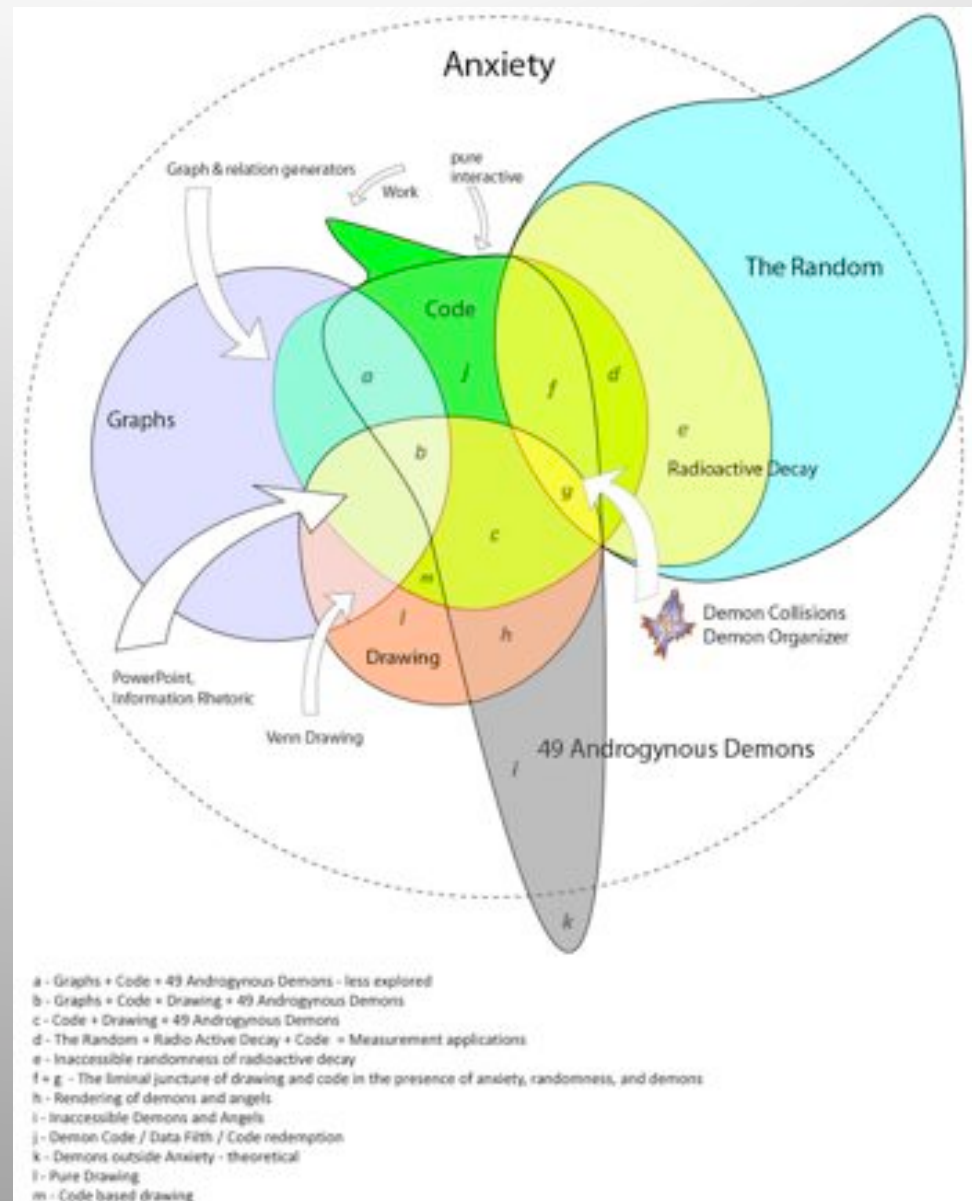 Anxiety
Graph & relation generators
Work
pure
interactive
The Random
Code
a
j
f
d
Graphs
e
b
Radioactive Decay
g
c
m
l
h
Drawing
Demon Collisions
Demon Organizer
PowerPoint,
Information Rhetoric
Venn Drawing
49 Androgynous Demons
i
k
a - Graphs + Code + 49 Androgynous Demons - less explored
b - Graphs + Code + Drawing + 49 Androgynous Demons
c - Code + Drawing + 49 Androgynous Demons
d - The Random + Radio Active Decay + Code = Measurement applications
e - Inaccessible randomness of radioactive decay
f + g - The liminal juncture of drawing and code in the presence of anxiety, randomness, and demons
h - Rendering of demons and angels
i - Inaccessible Demons and Angels
j - Demon Code / Data Filth / Code redemption
k - Demons outside Anxiety - theoretical
l - Pure Drawing
m - Code based drawing